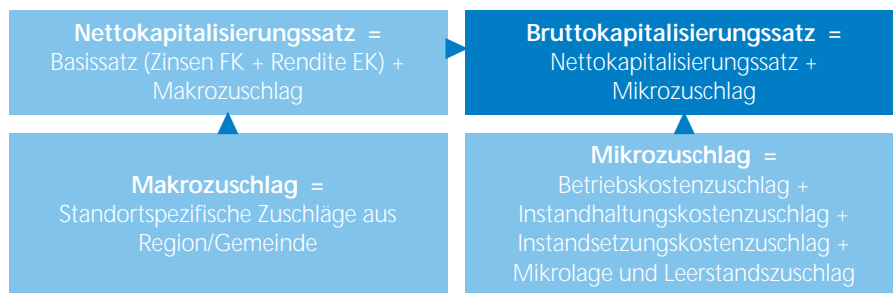 Nettokapitalisierungssatz =
Basissatz (Zinsen FK + Rendite EK) +
Makrozuschlag
Bruttokapitalisierungssatz =
Nettokapitalisierungssatz +
Mikrozuschlag
Makrozuschlag =
Standortspezifische Zuschläge aus
Region/Gemeinde
Mikrozuschlag =
Betriebskostenzuschlag +
Instandhaltungskostenzuschlag +
Instandsetzungskostenzuschlag +
Mikrolage und Leerstandszuschlag